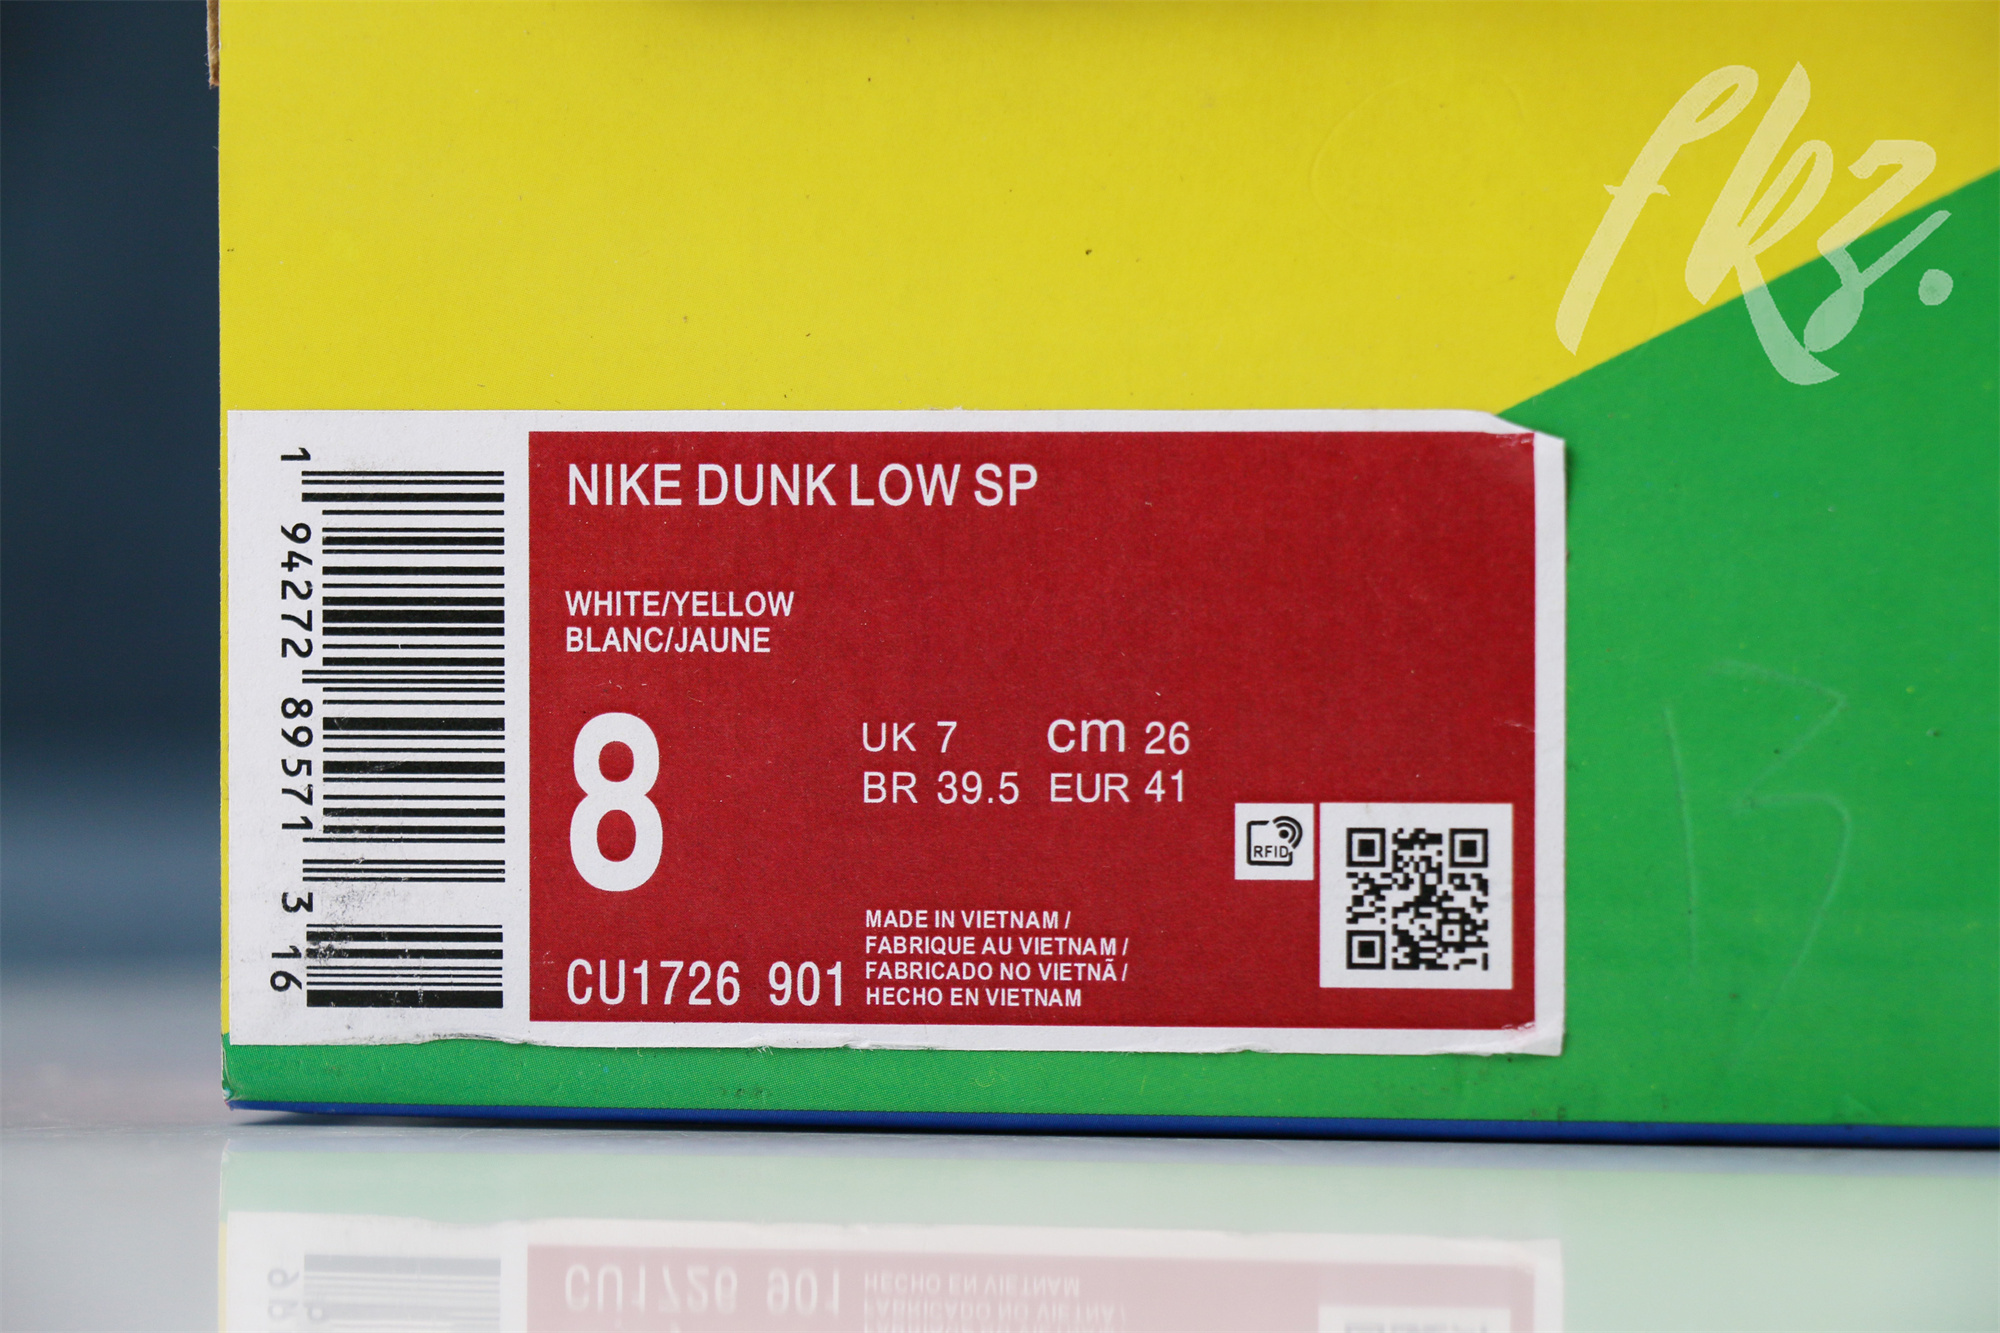 fkz.
NIKE DUNK LOW SP
WHITE/YELLOW
BLANC/JAUNE
8
UK 7 cm 26
BR 39.5 EUR 41
RFID
MADE IN VIETNAM /
FABRIQUE AU VIETNAM /
FABRICADO NO VIETNÃ /
HECHO EN VIETNAM
CU1726 901
1 94272 89571 3 16